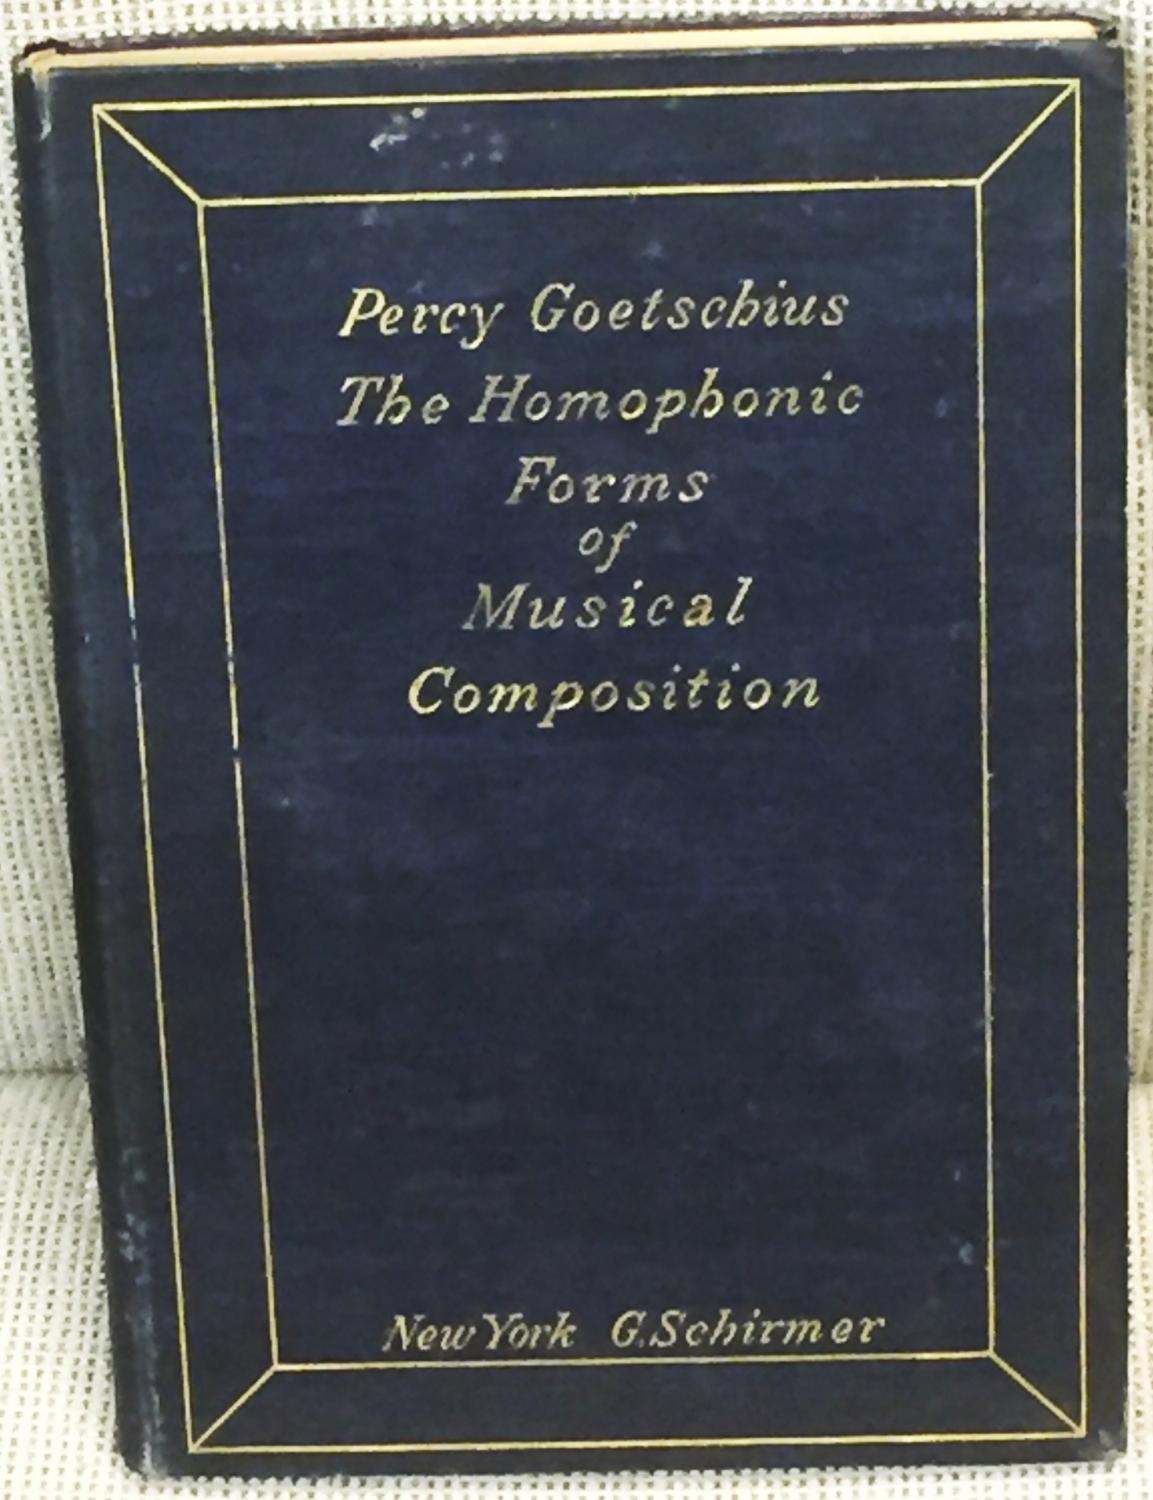 Percy Goetschius
The Homophonic
Forms
of
Musical
Composition
New York G. Schirmer